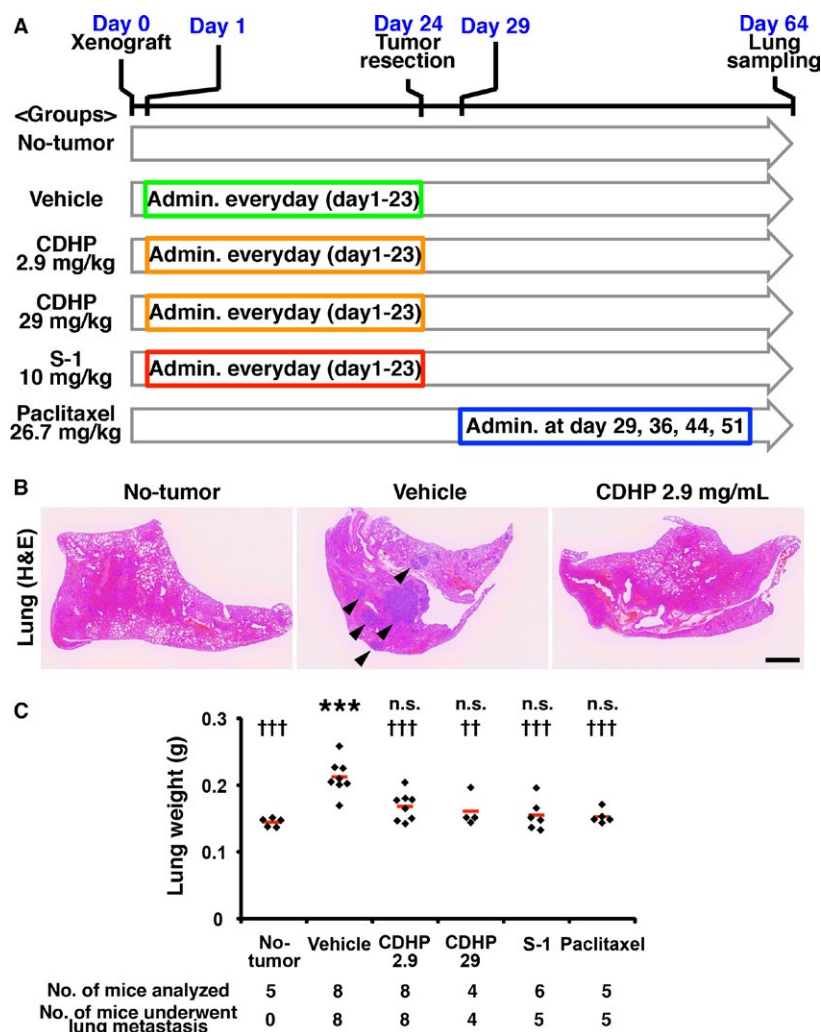 A
Day 0
Xenograft
Day 1
Day 24
Tumor
resection
Day 29
Day 64
Lung
sampling
<Groups>
No-tumor
Vehicle
Admin. everyday (day1-23)
CDHP
2.9 mg/kg
Admin. everyday (day1-23)
CDHP
29 mg/kg
Admin. everyday (day1-23)
S-1
10 mg/kg
Admin. everyday (day1-23)
Paclitaxel
26.7 mg/kg
Admin. at day 29, 36, 44, 51
B
No-tumor
Vehicle
CDHP 2.9 mg/mL
Lung (H&E)
C
*** n.s. n.s. n.s. n.s.
††† ††† †† ††† †††
Lung weight (g)
0.3
0.2
0.1
0
No-
tumor
Vehicle
CDHP
2.9
CDHP
29
S-1
Paclitaxel
No. of mice analyzed 5 8 8 4 6 5
No. of mice underwent
lung metastasis 0 8 8 4 5 5